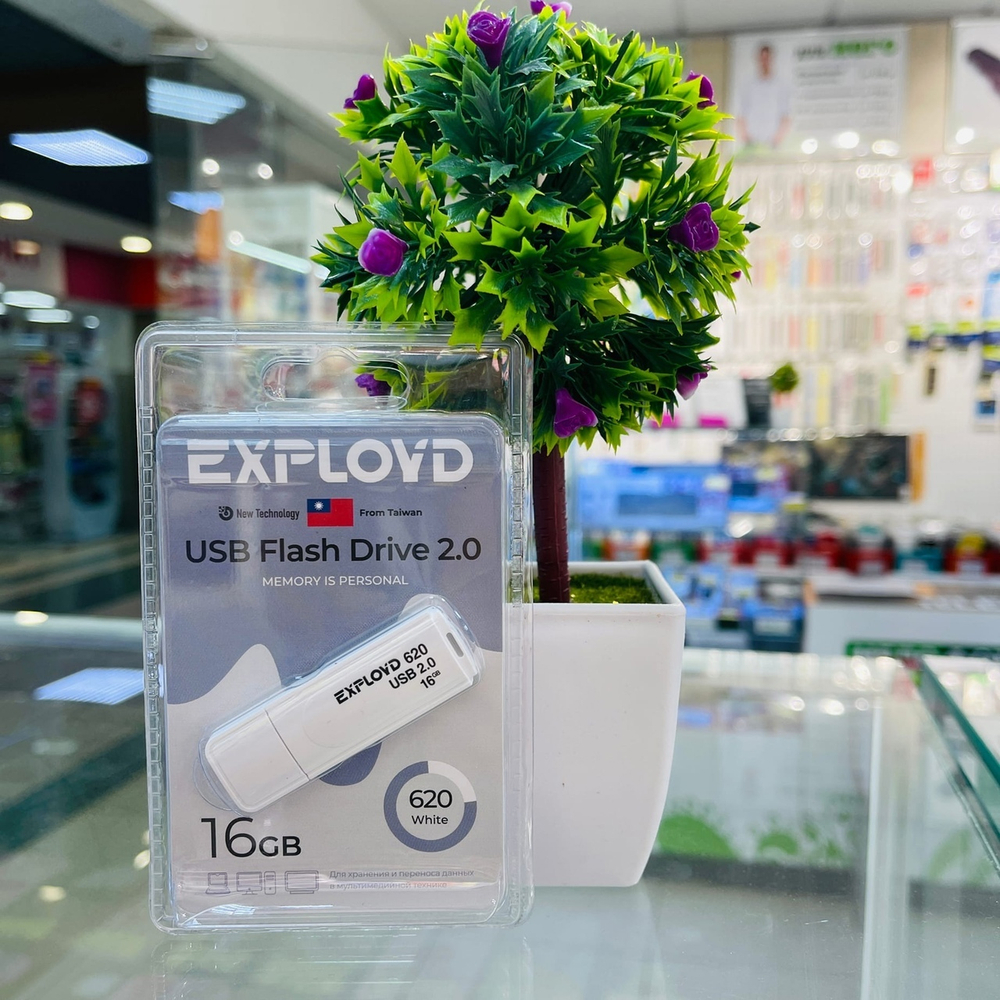 EXPLOYD
New Technology
From Taiwan
USB Flash Drive 2.0
MEMORY IS PERSONAL
EXPLOYD 620
USB 2.0
16GB
620
White
16GB
Для хранения и переноса данных
в мультимедийной технике